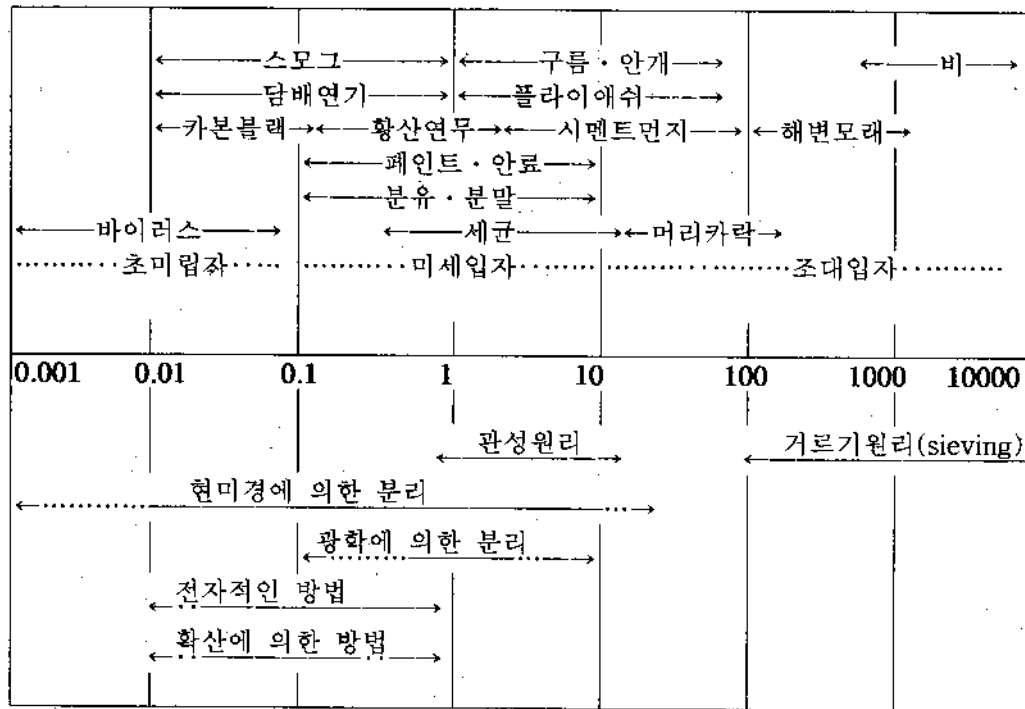 스모그 구름·안개 비
담배연기 플라이애쉬
카본블랙 황산연무 시멘트먼지 해변모래
페인트·안료
분유·분말
바이러스 세균 머리카락
초미립자 미세입자 조대입자
0.001 0.01 0.1 1 10 100 1000 10000
관성원리 거르기원리(sieving)
현미경에 의한 분리
광학에 의한 분리
전자적인 방법
확산에 의한 방법